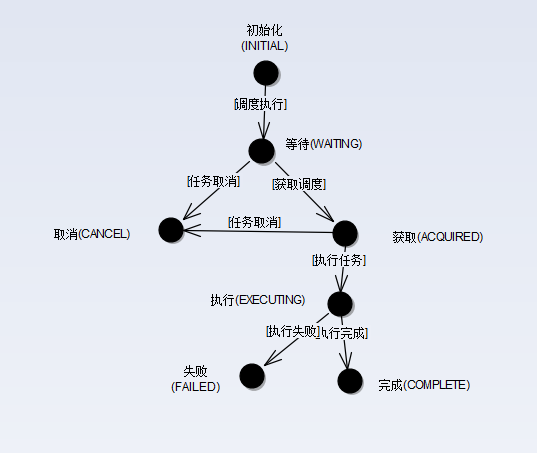 初始化
(INITIAL)
[调度执行]
等待(WAITING)
[任务取消]
[获取调度]
[任务取消]
取消(CANCEL)
获取(ACQUIRED)
[执行任务]
执行(EXECUTING)
[执行失败]
执行完成]
失败
(FAILED)
完成(COMPLETE)